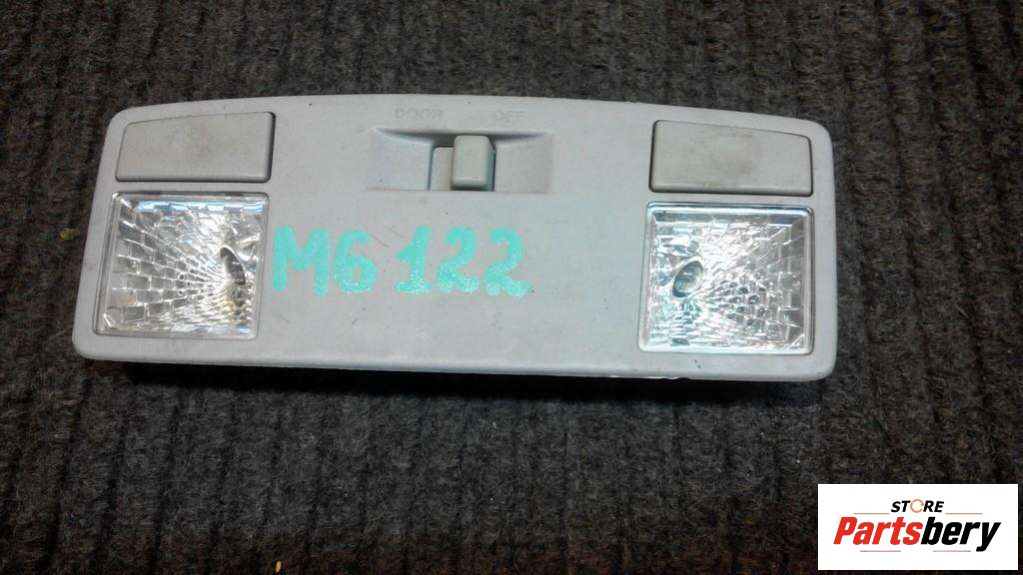 DOOR OFF
M6 122
STORE
Partsbery